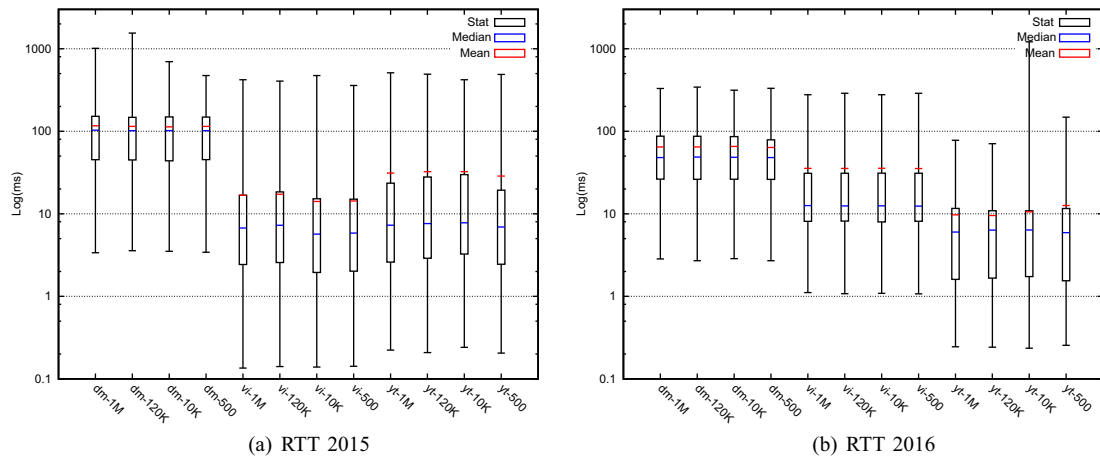 Stat
Median
Mean
Log(ms)
1000
100
10
1
0.1
dm-1M
dm-120K
dm-10K
dm-500
vi-1M
vi-120K
vi-10K
vi-500
yt-1M
yt-120K
yt-10K
yt-500
(a) RTT 2015
Stat
Median
Mean
Log(ms)
1000
100
10
1
0.1
dm-1M
dm-120K
dm-10K
dm-500
vi-1M
vi-120K
vi-10K
vi-500
yt-1M
yt-120K
yt-10K
yt-500
(b) RTT 2016